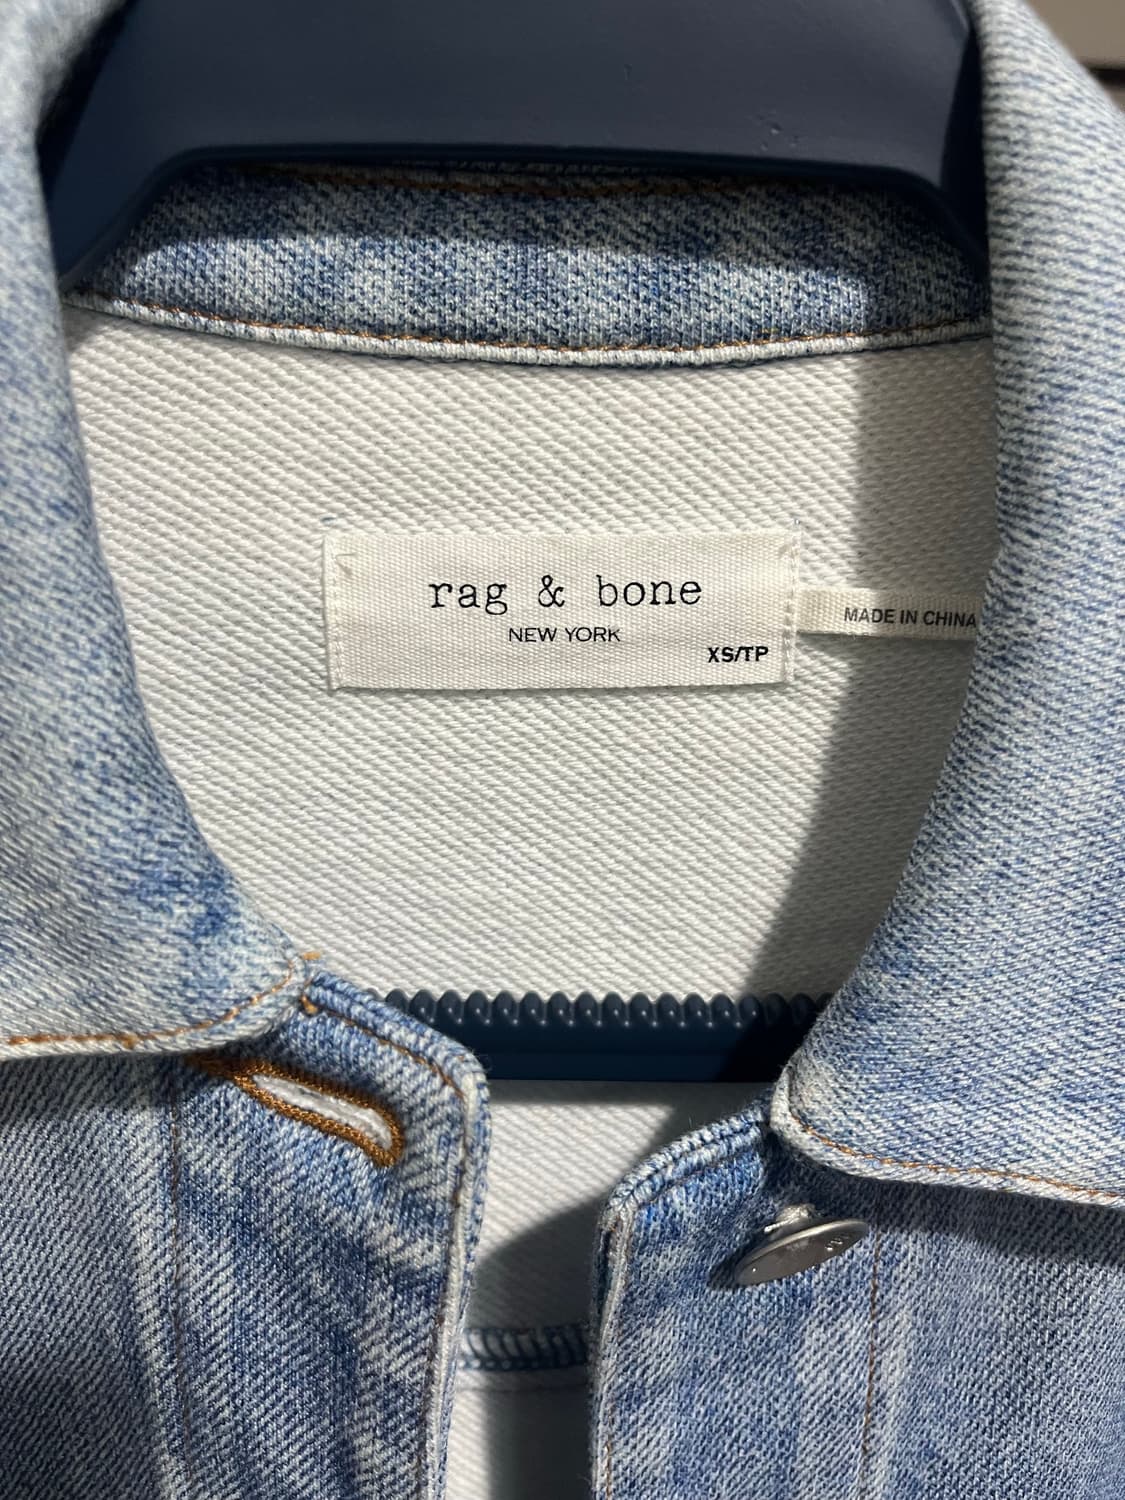 rag & bone
NEW YORK
XS/TP
MADE IN CHINA